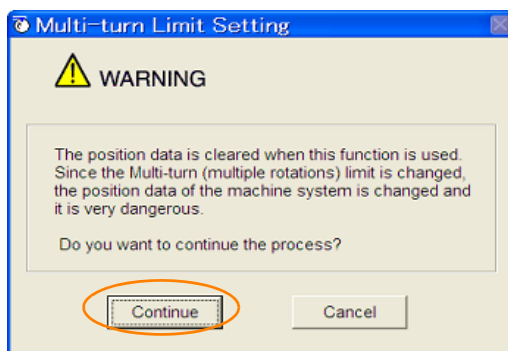 Multi-turn Limit Setting
WARNING
The position data is cleared when this function is used.
Since the Multi-turn (multiple rotations) limit is changed,
the position data of the machine system is changed and
it is very dangerous.
Do you want to continue the process?
Continue Cancel